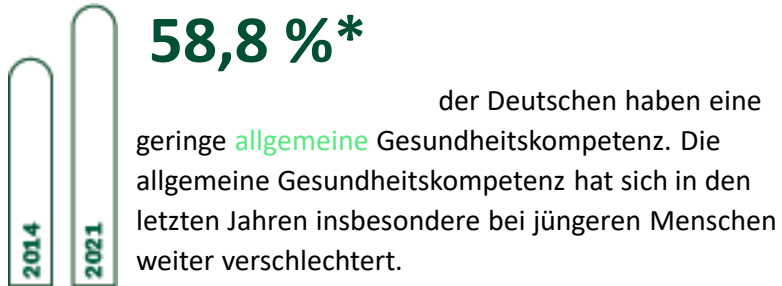 58,8 %*
der Deutschen haben eine
geringe allgemeine Gesundheitskompetenz. Die
allgemeine Gesundheitskompetenz hat sich in den
letzten Jahren insbesondere bei jüngeren Menschen
weiter verschlechtert.
2014
2021